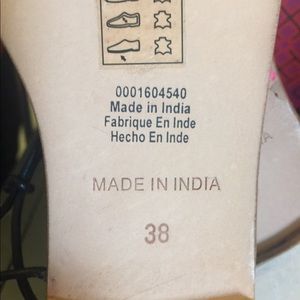 0001604540
Made in India
Fabrique En Inde
Hecho En Inde
MADE IN INDIA
38